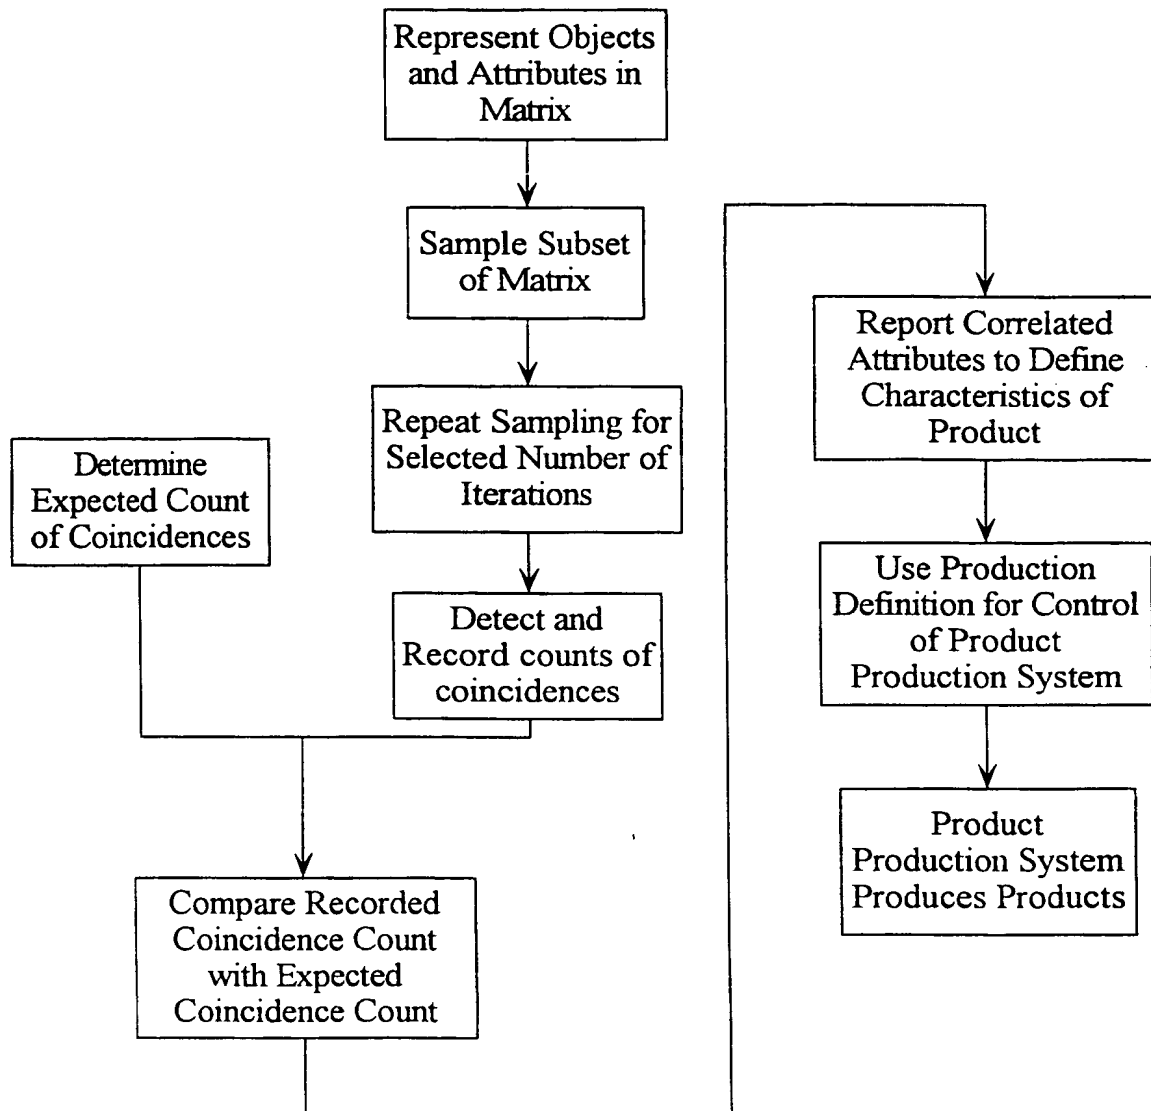 Represent Objects
and Attributes in
Matrix
Sample Subset
of Matrix
Repeat Sampling for
Selected Number of
Iterations
Determine
Expected Count
of Coincidences
Detect and
Record counts of
coincidences
Compare Recorded
Coincidence Count
with Expected
Coincidence Count
Report Correlated
Attributes to Define
Characteristics of
Product
Use Production
Definition for Control
of Product
Production System
Product
Production System
Produces Products